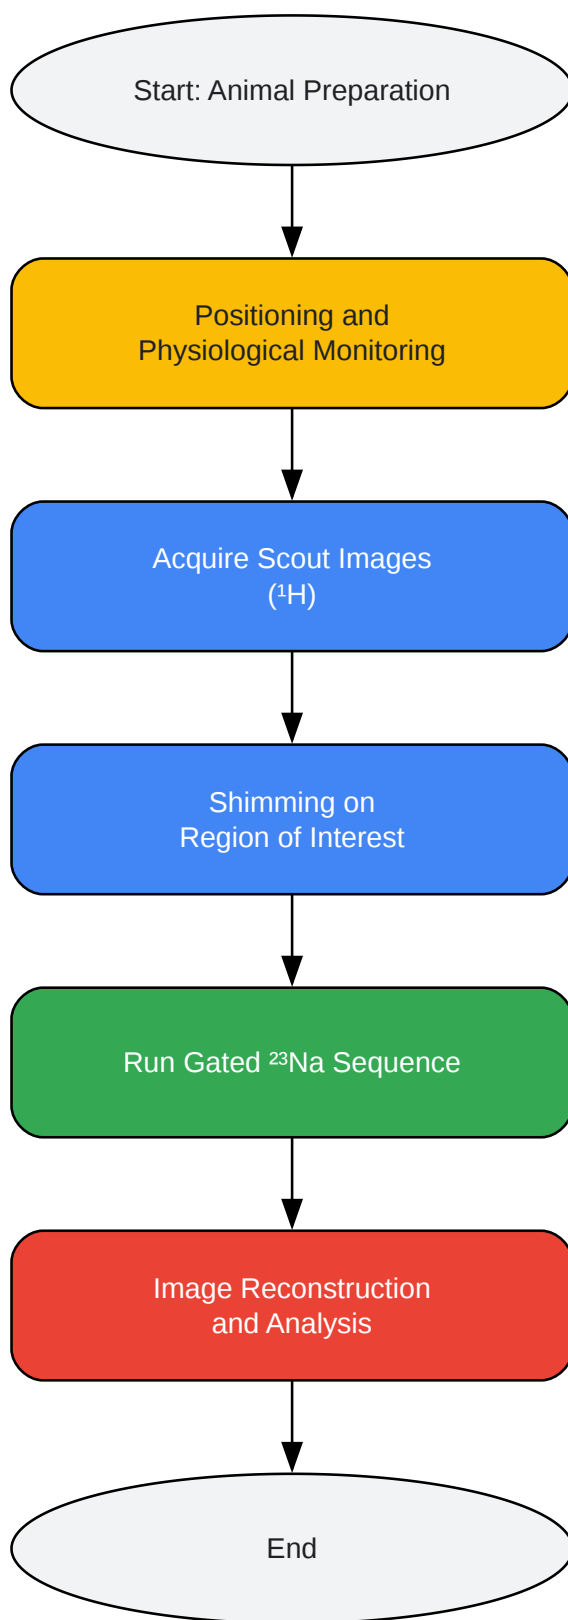 Start: Animal Preparation
Positioning and
Physiological Monitoring
Acquire Scout Images
(¹H)
Shimming on
Region of Interest
Run Gated ²³Na Sequence
Image Reconstruction
and Analysis
End